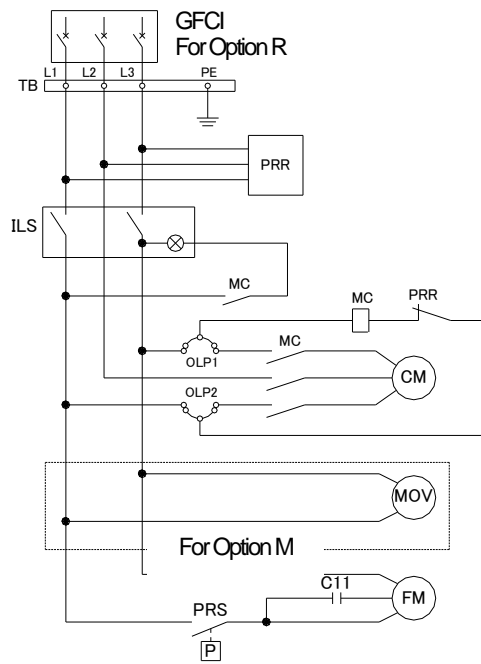 GFCI
For Option R
L1 L2 L3 PE
TB
PRR
ILS
MC
MC PRR
MC
OLP1
CM
OLP2
MOV
For Option M
C11
FM
PRS
P